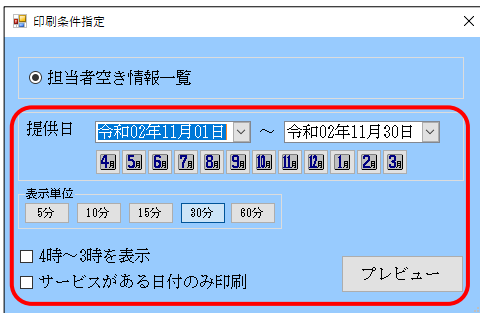 印刷条件指定
担当者空き情報一覧
提供日 令和02年11月01日 ～ 令和02年11月30日
4月 5月 6月 7月 8月 9月 10月 11月 12月 1月 2月 3月
表示単位
5分 10分 15分 30分 60分
4時～3時を表示
サービスがある日付のみ印刷
プレビュー